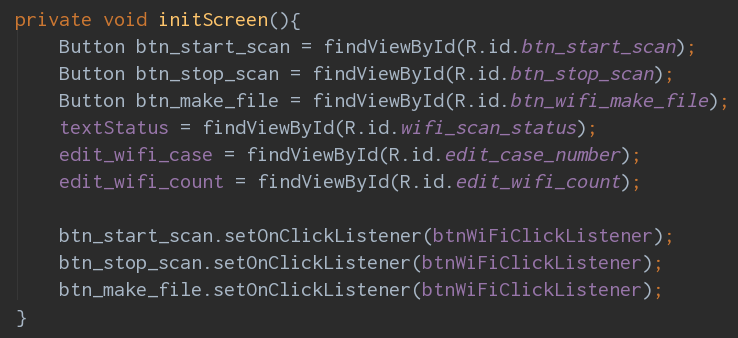 private void initScreen(){
    Button btn_start_scan = findViewById(R.id.btn_start_scan);
    Button btn_stop_scan = findViewById(R.id.btn_stop_scan);
    Button btn_make_file = findViewById(R.id.btn_wifi_make_file);
    textStatus = findViewById(R.id.wifi_scan_status);
    edit_wifi_case = findViewById(R.id.edit_case_number);
    edit_wifi_count = findViewById(R.id.edit_wifi_count);

    btn_start_scan.setOnClickListener(btnWiFiClickListener);
    btn_stop_scan.setOnClickListener(btnWiFiClickListener);
    btn_make_file.setOnClickListener(btnWiFiClickListener);
}